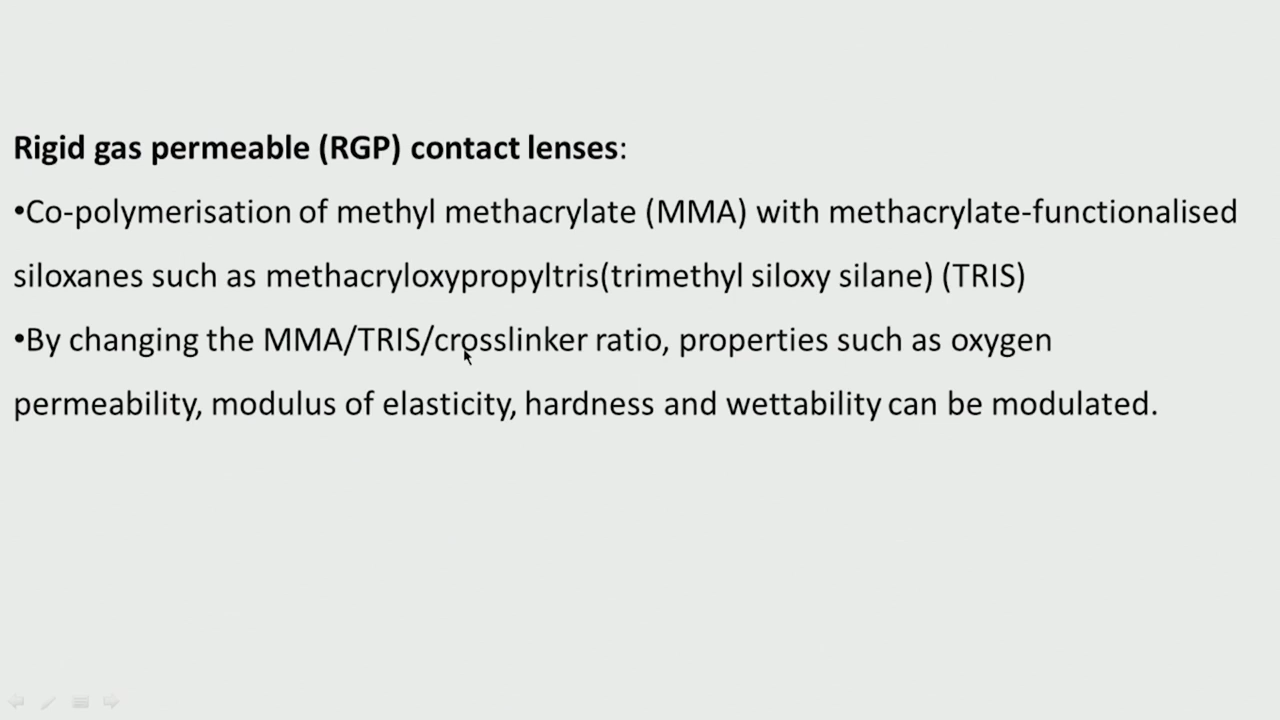 Rigid gas permeable (RGP) contact lenses:
•Co-polymerisation of methyl methacrylate (MMA) with methacrylate-functionalised
siloxanes such as methacryloxypropyltris(trimethyl siloxy silane) (TRIS)
•By changing the MMA/TRIS/crosslinker ratio, properties such as oxygen
permeability, modulus of elasticity, hardness and wettability can be modulated.